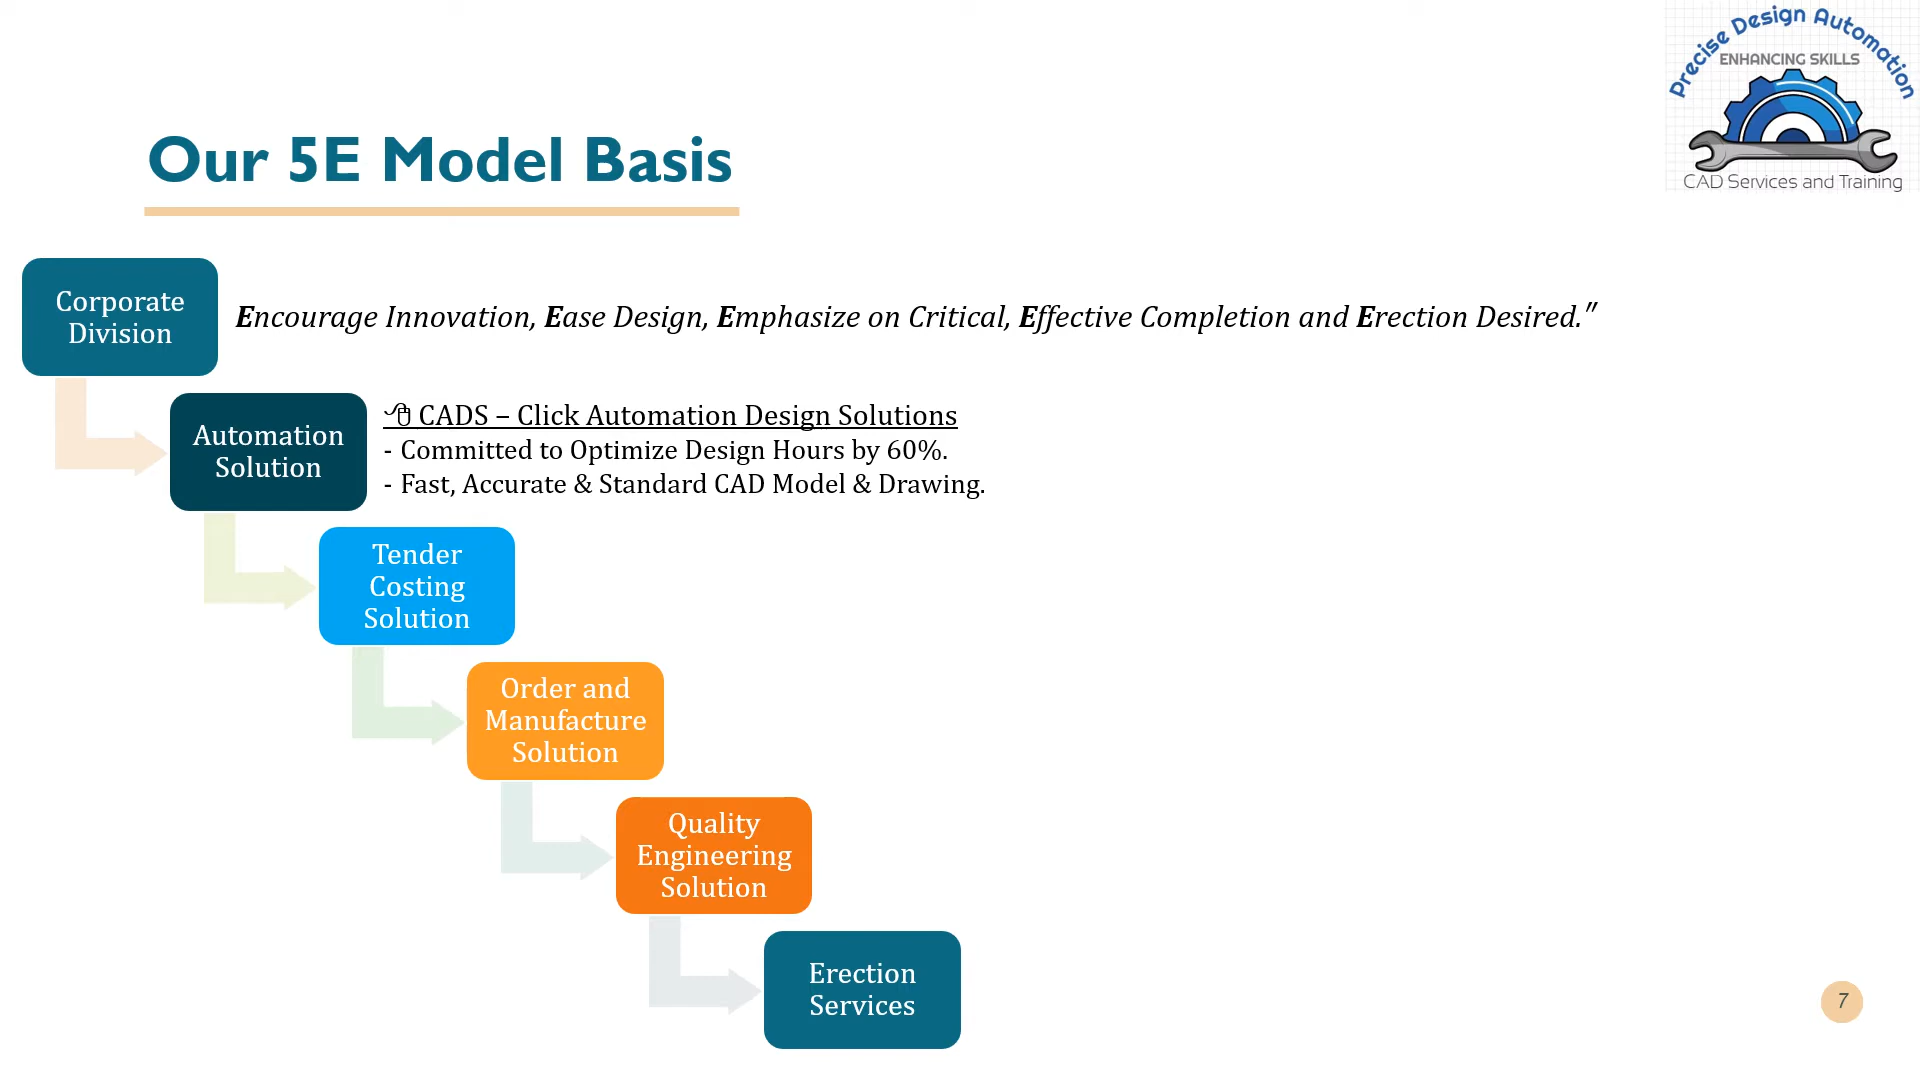 Precise Design Automation
ENHANCING SKILLS
CAD Services and Training
Our 5E Model Basis
Corporate
Division
Encourage Innovation, Ease Design, Emphasize on Critical, Effective Completion and Erection Desired.”
Automation
Solution
CADS – Click Automation Design Solutions
- Committed to Optimize Design Hours by 60%.
- Fast, Accurate & Standard CAD Model & Drawing.
Tender
Costing
Solution
Order and
Manufacture
Solution
Quality
Engineering
Solution
Erection
Services
7